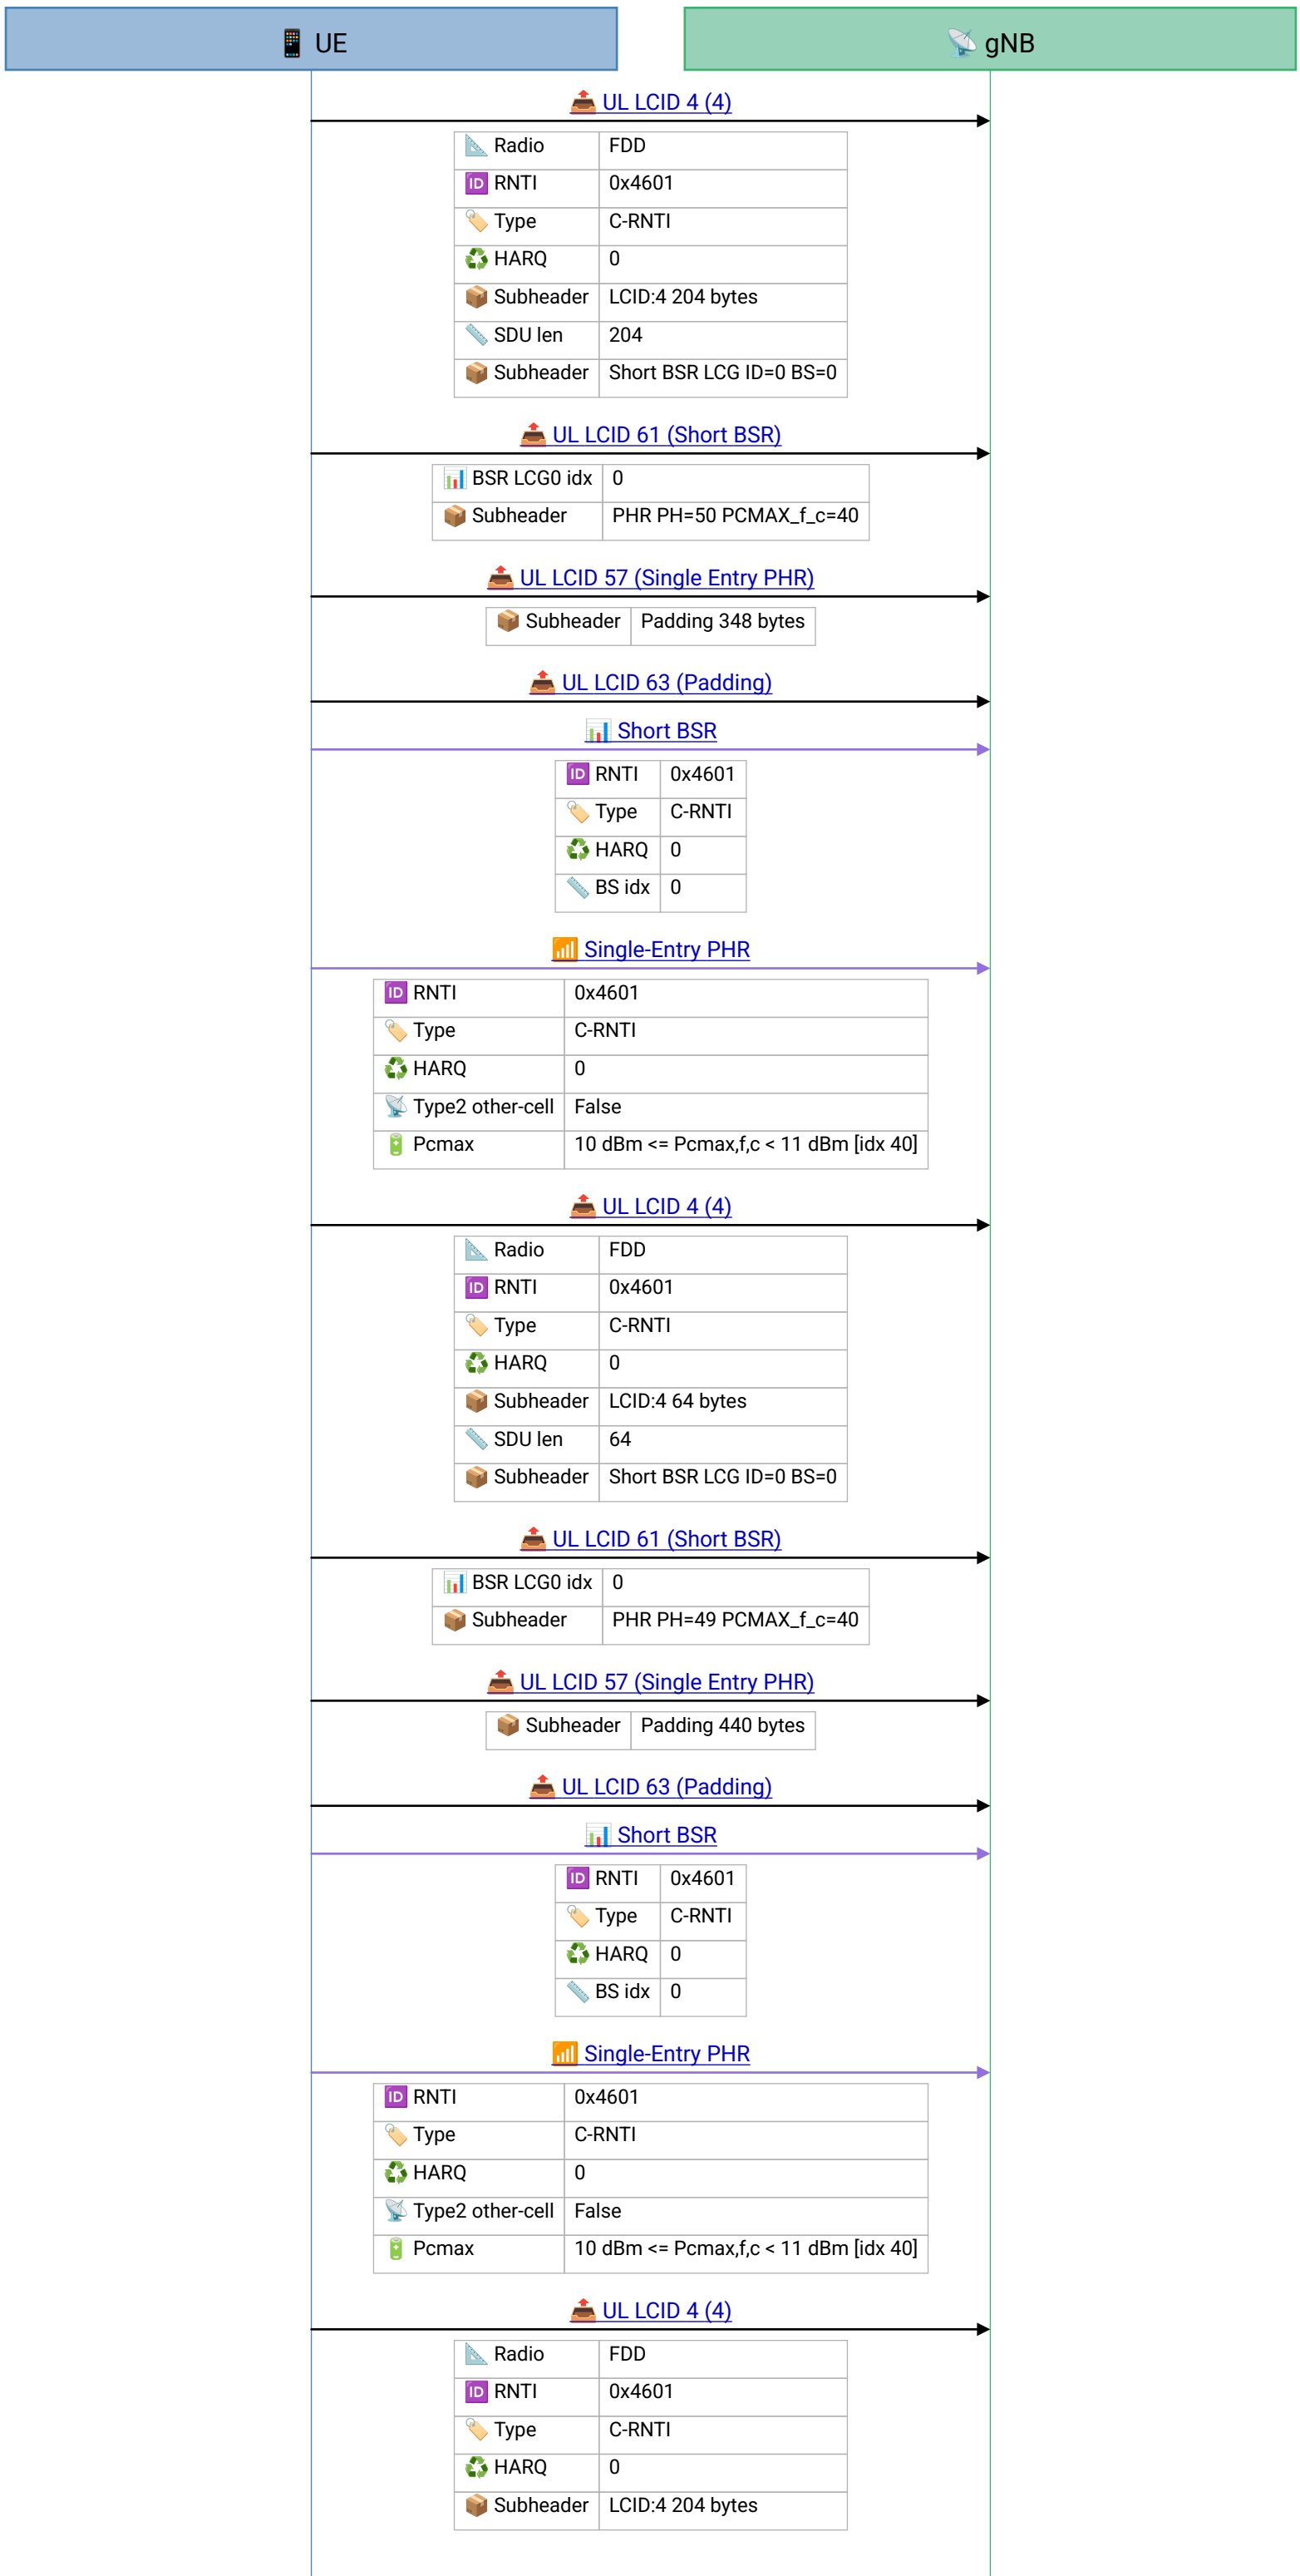 UE
gNB
UL LCID 4 (4)
Radio FDD
RNTI 0x4601
Type C-RNTI
HARQ 0
Subheader LCID:4 204 bytes
SDU len 204
Subheader Short BSR LCG ID=0 BS=0
UL LCID 61 (Short BSR)
BSR LCG0 idx 0
Subheader PHR PH=50 PCMAX_f_c=40
UL LCID 57 (Single Entry PHR)
Subheader Padding 348 bytes
UL LCID 63 (Padding)
Short BSR
RNTI 0x4601
Type C-RNTI
HARQ 0
BS idx 0
Single-Entry PHR
RNTI 0x4601
Type C-RNTI
HARQ 0
Type2 other-cell False
Pcmax 10 dBm <= Pcmax,f,c < 11 dBm [idx 40]
UL LCID 4 (4)
Radio FDD
RNTI 0x4601
Type C-RNTI
HARQ 0
Subheader LCID:4 64 bytes
SDU len 64
Subheader Short BSR LCG ID=0 BS=0
UL LCID 61 (Short BSR)
BSR LCG0 idx 0
Subheader PHR PH=49 PCMAX_f_c=40
UL LCID 57 (Single Entry PHR)
Subheader Padding 440 bytes
UL LCID 63 (Padding)
Short BSR
RNTI 0x4601
Type C-RNTI
HARQ 0
BS idx 0
Single-Entry PHR
RNTI 0x4601
Type C-RNTI
HARQ 0
Type2 other-cell False
Pcmax 10 dBm <= Pcmax,f,c < 11 dBm [idx 40]
UL LCID 4 (4)
Radio FDD
RNTI 0x4601
Type C-RNTI
HARQ 0
Subheader LCID:4 204 bytes